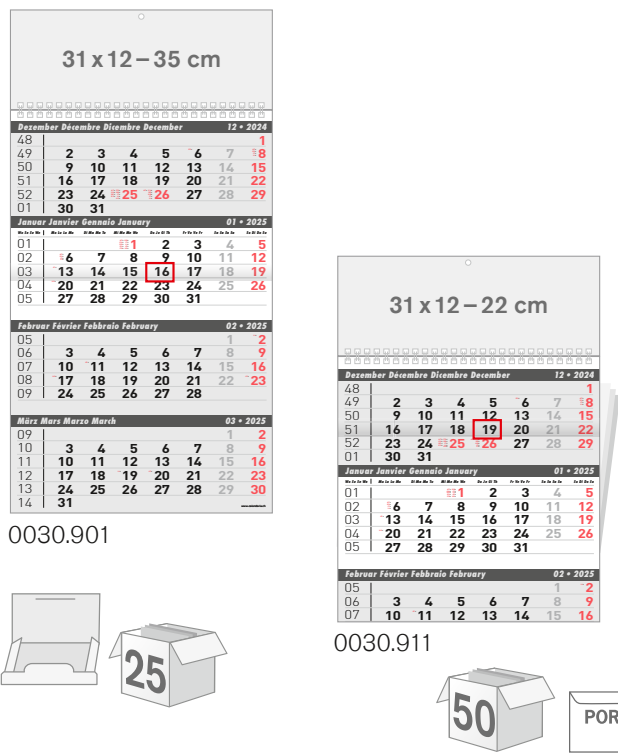 31 x 12 – 35 cm
Dezember Décembre Dicembre December 12 • 2024
48 1
49 2 3 4 5 6 7 8
50 9 10 11 12 13 14 15
51 16 17 18 19 20 21 22
52 23 24 25 26 27 28 29
01 30 31
Januar Janvier Gennaio January 01 • 2025
01 1 2 3 4 5
02 6 7 8 9 10 11 12
03 13 14 15 16 17 18 19
04 20 21 22 23 24 25 26
05 27 28 29 30 31
Februar Février Febbraio February 02 • 2025
05 1 2
06 3 4 5 6 7 8 9
07 10 11 12 13 14 15 16
08 17 18 19 20 21 22 23
09 24 25 26 27 28
März Mars Marzo March 03 • 2025
09 1 2
10 3 4 5 6 7 8 9
11 10 11 12 13 14 15 16
12 17 18 19 20 21 22 23
13 24 25 26 27 28 29 30
14 31
0030.901
25
31 x 12 – 22 cm
Dezember Décembre Dicembre December 12 • 2024
48 1
49 2 3 4 5 6 7 8
50 9 10 11 12 13 14 15
51 16 17 18 19 20 21 22
52 23 24 25 26 27 28 29
01 30 31
Januar Janvier Gennaio January 01 • 2025
01 1 2 3 4 5
02 6 7 8 9 10 11 12
03 13 14 15 16 17 18 19
04 20 21 22 23 24 25 26
05 27 28 29 30 31
Februar Février Febbraio February 02 • 2025
05 1 2
06 3 4 5 6 7 8 9
07 10 11 12 13 14 15 16
0030.911
50
POR